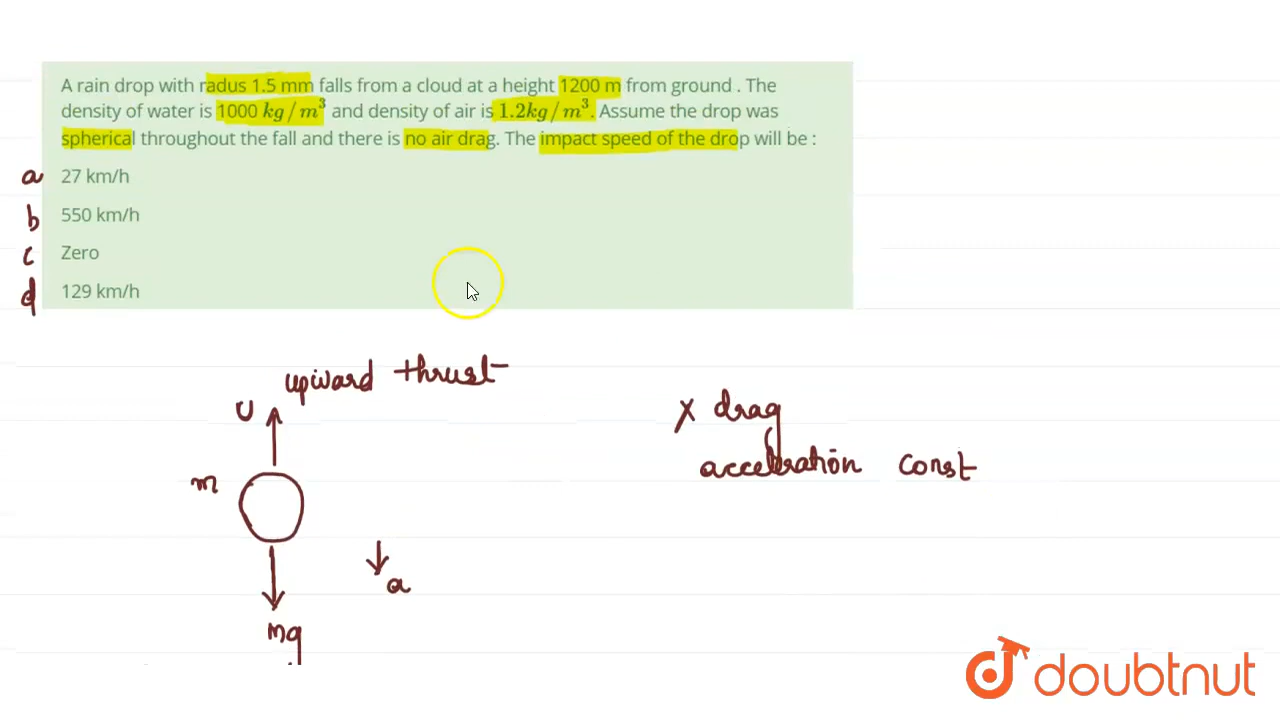 A rain drop with radus 1.5 mm falls from a cloud at a height 1200 m from ground . The
density of water is 1000 kg/m³ and density of air is 1.2kg/m³. Assume the drop was
spherical throughout the fall and there is no air drag. The impact speed of the drop will be :
a 27 km/h
b 550 km/h
c Zero
d 129 km/h
upward thrust
U
x drag
acceleration const
m
a
mg
doubtnut